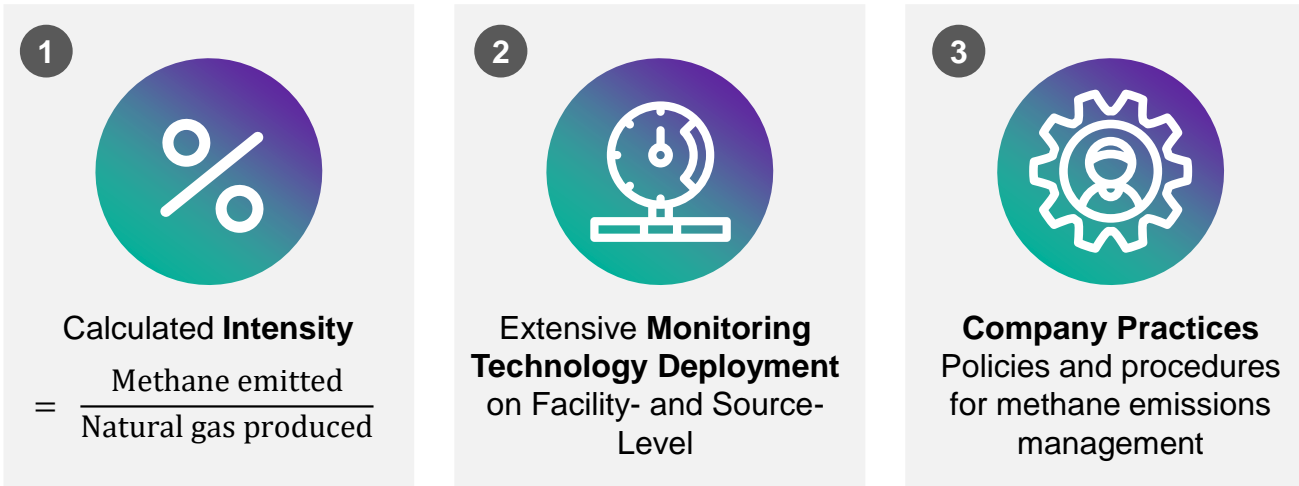 1
Calculated Intensity
= Methane emitted
Natural gas produced
2
Extensive Monitoring
Technology Deployment
on Facility- and Source-
Level
3
Company Practices
Policies and procedures
for methane emissions
management